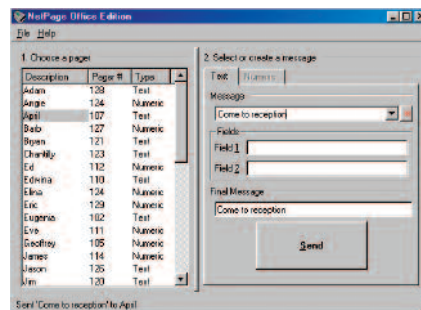 NetPage Office Edition
File Help
1. Choose a pager
Description Pager # Type
Adam 128 Text
Angie 124 Numeric
April 107 Text
Barb 127 Numeric
Bryan 121 Text
Chantilly 123 Text
Ed 112 Numeric
Edwina 110 Text
Elina 124 Numeric
Eric 129 Numeric
Eugenia 102 Text
Eve 111 Numeric
Geoffrey 105 Numeric
James 114 Numeric
Jason 126 Text
Jim 120 Text
2. Select or create a message
Text Numeric
Message
Come to reception
Fields
Field 1
Field 2
Final Message
Come to reception
Send
Sent 'Come to reception' to April